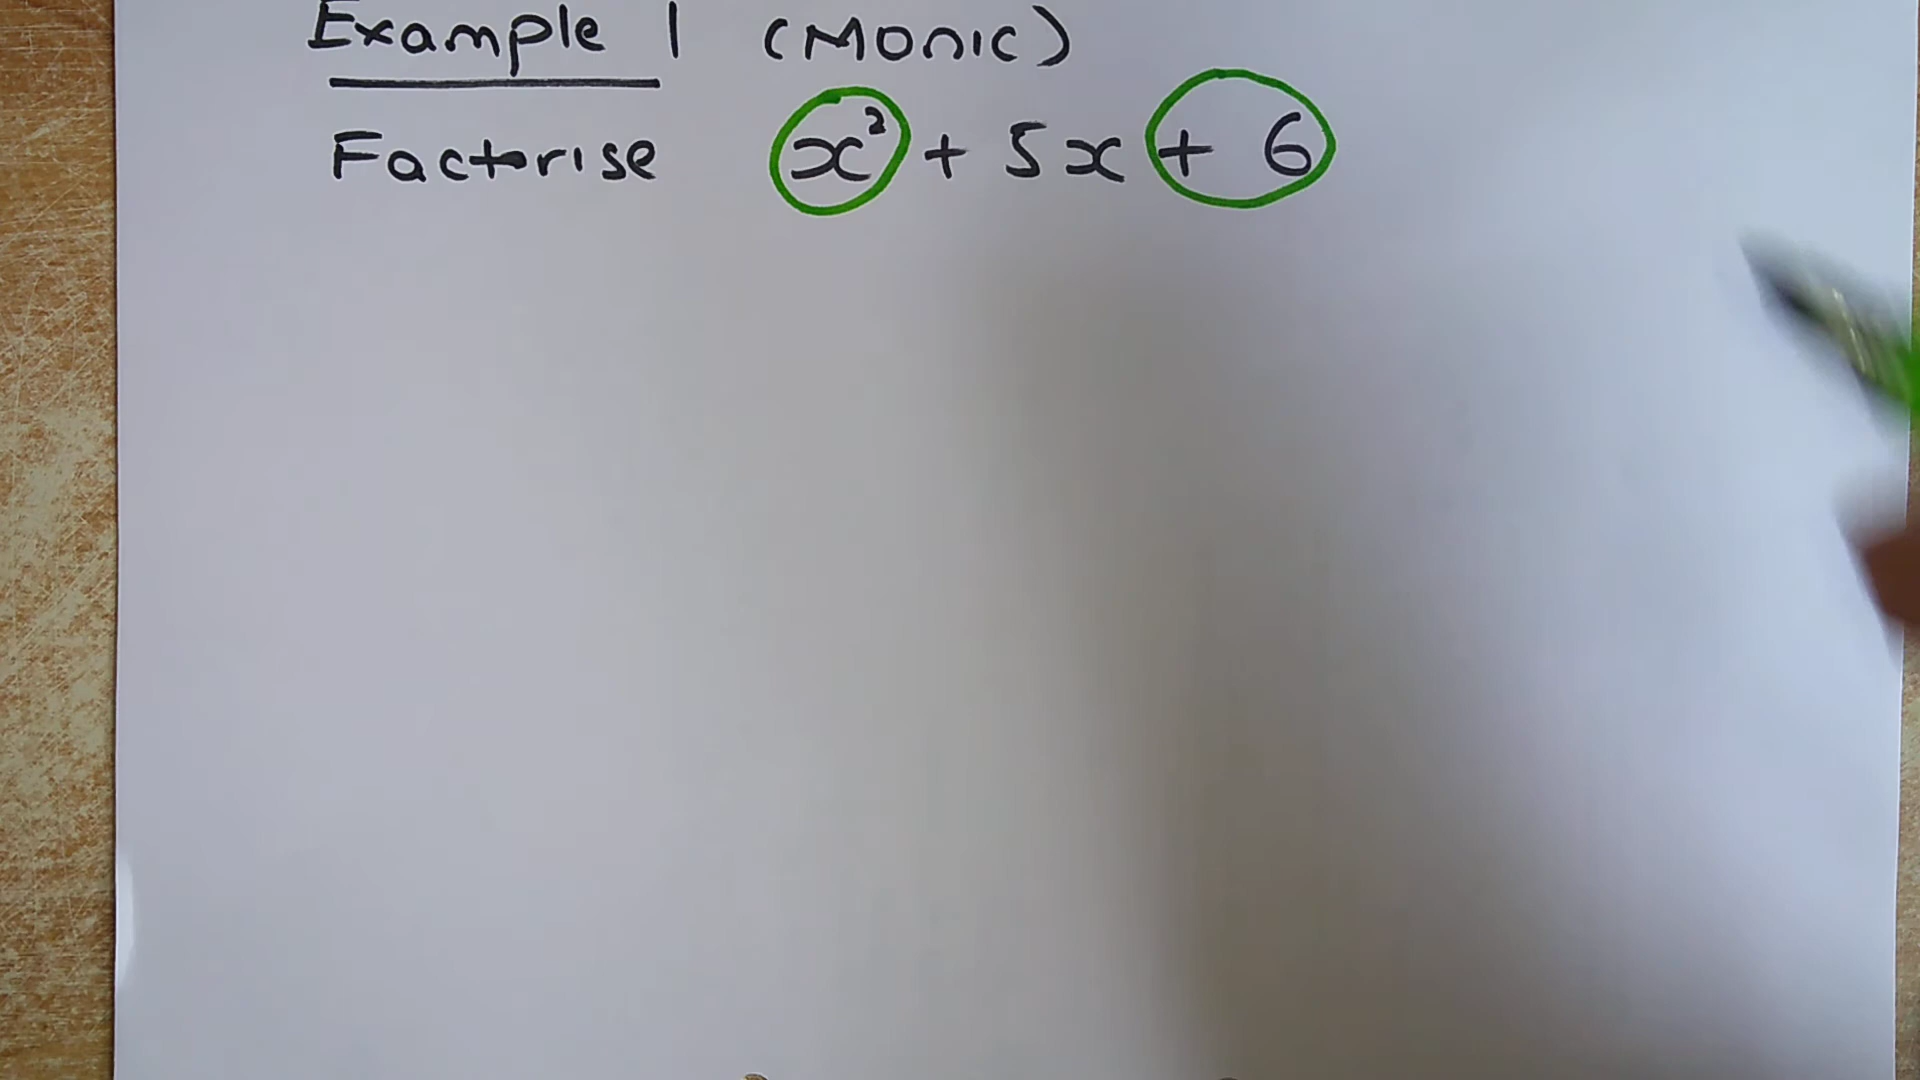 Example 1 (Monic)
Factorise x² + 5x + 6